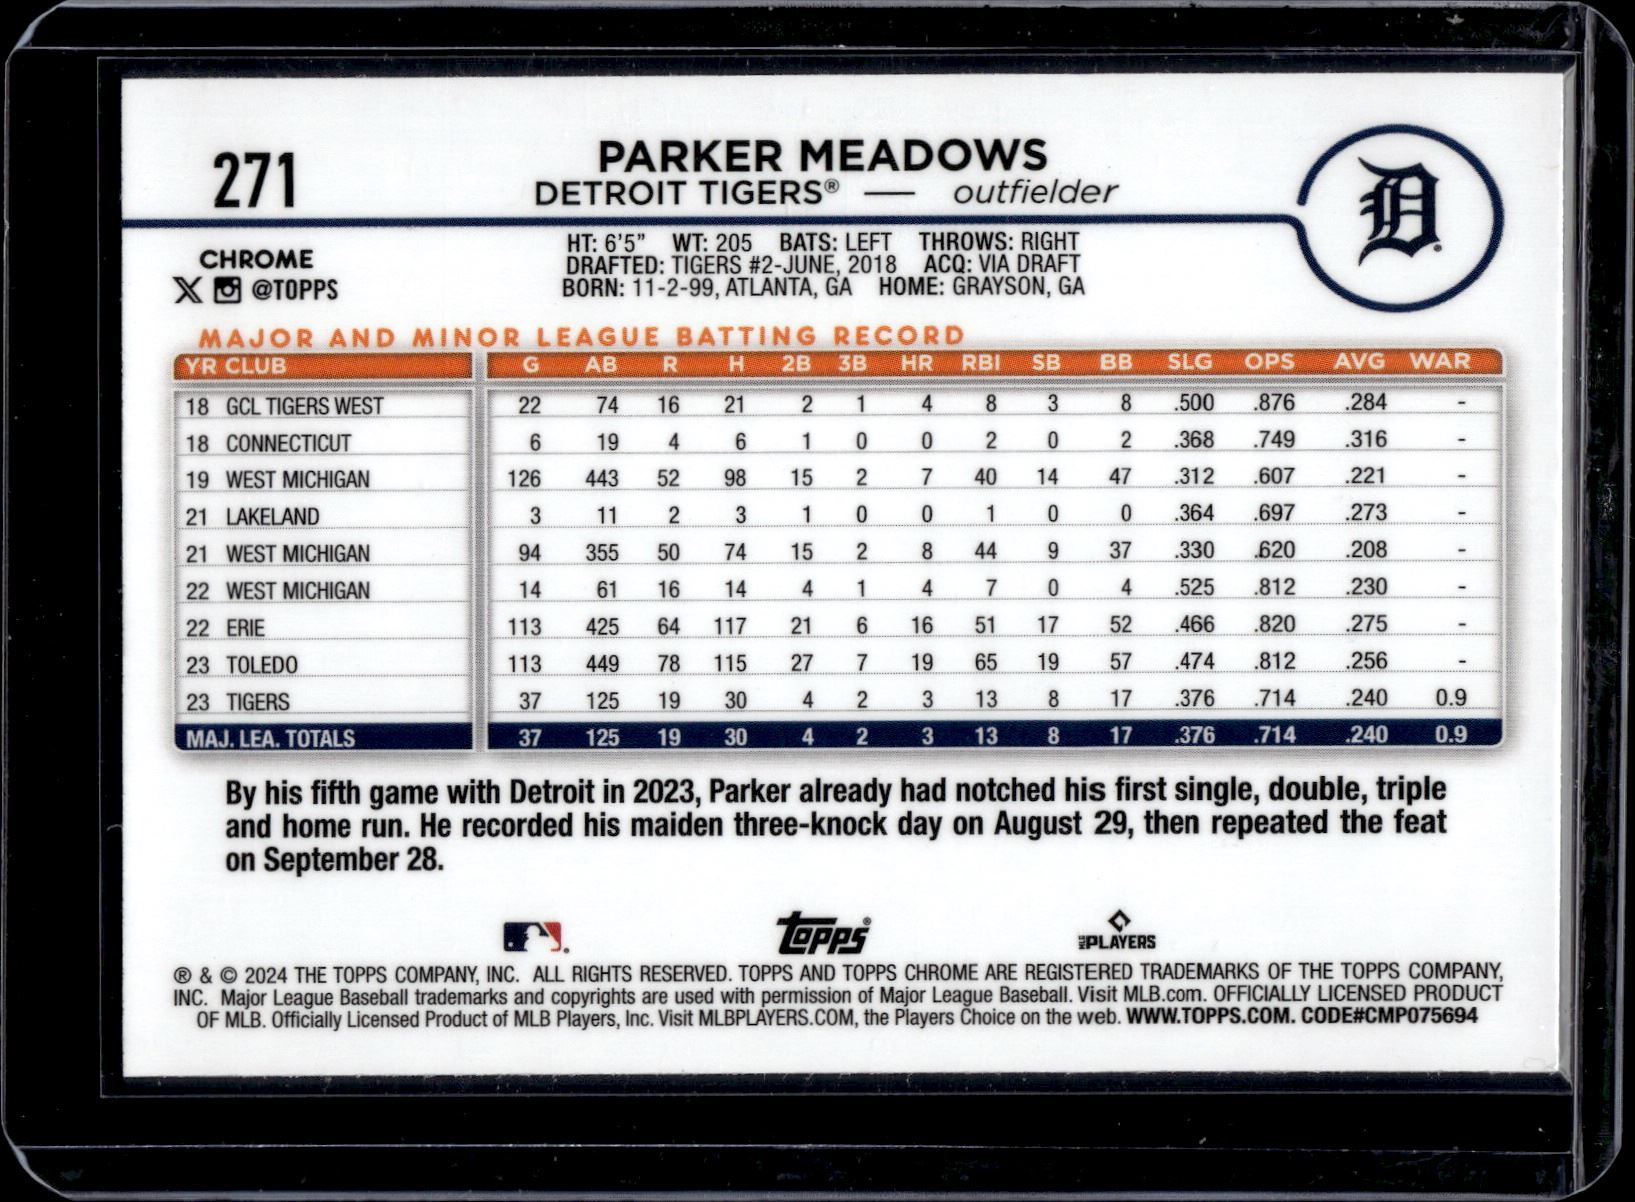 271
PARKER MEADOWS
DETROIT TIGERS® — outfielder
D
CHROME
X @TOPPS
HT: 6'5" WT: 205 BATS: LEFT THROWS: RIGHT
DRAFTED: TIGERS #2-JUNE, 2018 ACQ: VIA DRAFT
BORN: 11-2-99, ATLANTA, GA HOME: GRAYSON, GA
MAJOR AND MINOR LEAGUE BATTING RECORD
YR CLUB G AB R H 2B 3B HR RBI SB BB SLG OPS AVG WAR
18 GCL TIGERS WEST 22 74 16 21 2 1 4 8 3 8 .500 .876 .284 -
18 CONNECTICUT 6 19 4 6 1 0 0 2 0 2 .368 .749 .316 -
19 WEST MICHIGAN 126 443 52 98 15 2 7 40 14 47 .312 .607 .221 -
21 LAKELAND 3 11 2 3 1 0 0 1 0 0 .364 .697 .273 -
21 WEST MICHIGAN 94 355 50 74 15 2 8 44 9 37 .330 .620 .208 -
22 WEST MICHIGAN 14 61 16 14 4 1 4 7 0 4 .525 .812 .230 -
22 ERIE 113 425 64 117 21 6 16 51 17 52 .466 .820 .275 -
23 TOLEDO 113 449 78 115 27 7 19 65 19 57 .474 .812 .256 -
23 TIGERS 37 125 19 30 4 2 3 13 8 17 .376 .714 .240 0.9
MAJ. LEA. TOTALS 37 125 19 30 4 2 3 13 8 17 .376 .714 .240 0.9
By his fifth game with Detroit in 2023, Parker already had notched his first single, double, triple
and home run. He recorded his maiden three-knock day on August 29, then repeated the feat
on September 28.
topps®
MLB PLAYERS
® & © 2024 THE TOPPS COMPANY, INC. ALL RIGHTS RESERVED. TOPPS AND TOPPS CHROME ARE REGISTERED TRADEMARKS OF THE TOPPS COMPANY,
INC. Major League Baseball trademarks and copyrights are used with permission of Major League Baseball. Visit MLB.com. OFFICIALLY LICENSED PRODUCT
OF MLB. Officially Licensed Product of MLB Players, Inc. Visit MLBPLAYERS.COM, the Players Choice on the web. WWW.TOPPS.COM. CODE#CMP075694